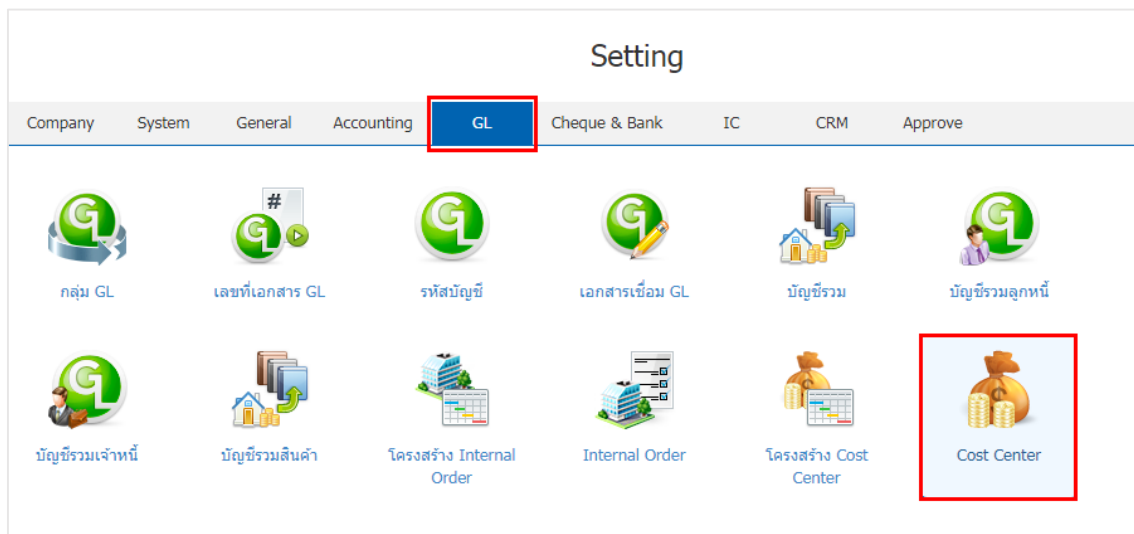 Setting
Company System General Accounting GL Cheque & Bank IC CRM Approve
กลุ่ม GL เลขที่เอกสาร GL รหัสบัญชี เอกสารเชื่อม GL บัญชีรวม บัญชีรวมลูกหนี้
บัญชีรวมเจ้าหนี้ บัญชีรวมสินค้า โครงสร้าง Internal Order Internal Order โครงสร้าง Cost Center Cost Center